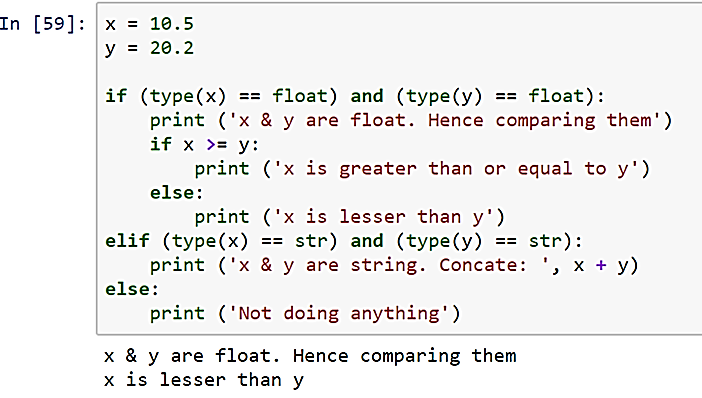 In [59]:
x = 10.5
y = 20.2

if (type(x) == float) and (type(y) == float):
    print ('x & y are float. Hence comparing them')
    if x >= y:
        print ('x is greater than or equal to y')
    else:
        print ('x is lesser than y')
elif (type(x) == str) and (type(y) == str):
    print ('x & y are string. Concate: ', x + y)
else:
    print ('Not doing anything')
x & y are float. Hence comparing them
x is lesser than y